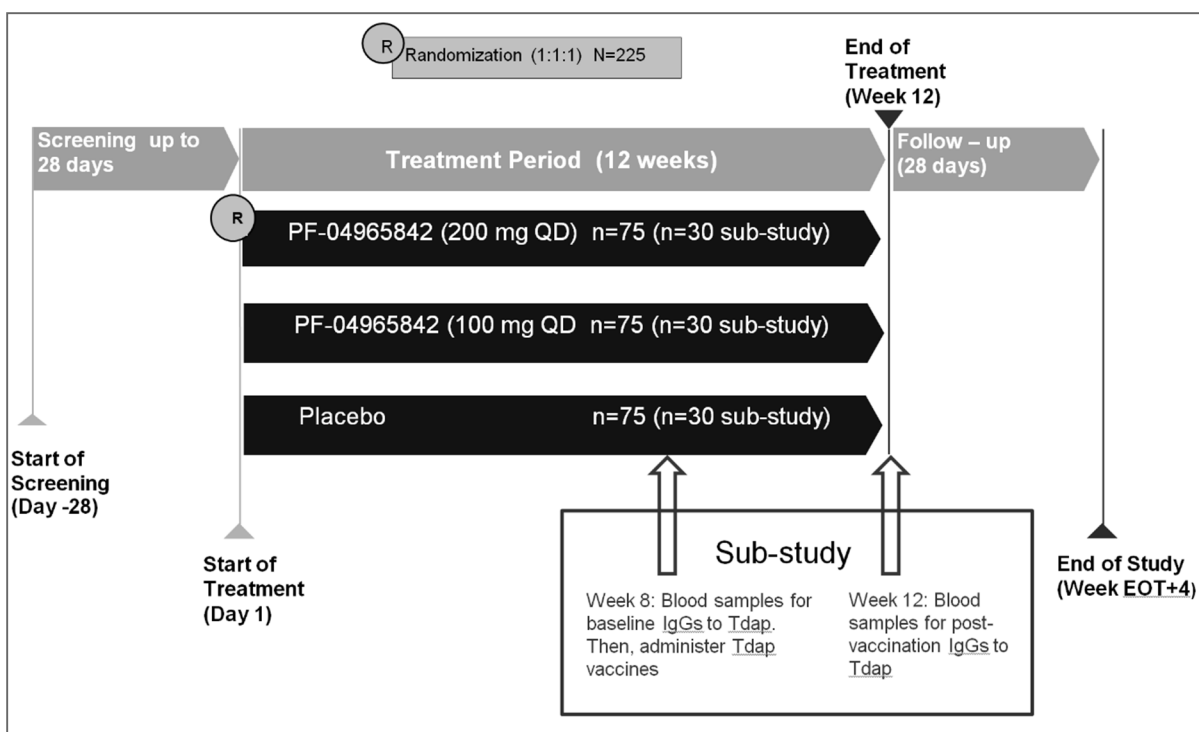 R
Randomization (1:1:1) N=225
End of
Treatment
(Week 12)
Screening up to
28 days
Treatment Period (12 weeks)
Follow – up
(28 days)
R
PF-04965842 (200 mg QD) n=75 (n=30 sub-study)
PF-04965842 (100 mg QD n=75 (n=30 sub-study)
Placebo n=75 (n=30 sub-study)
Start of
Screening
(Day -28)
Start of
Treatment
(Day 1)
Sub-study
Week 8: Blood samples for
baseline IgGs to Tdap.
Then, administer Tdap
vaccines
Week 12: Blood
samples for post-
vaccination IgGs to
Tdap
End of Study
(Week EOT+4)